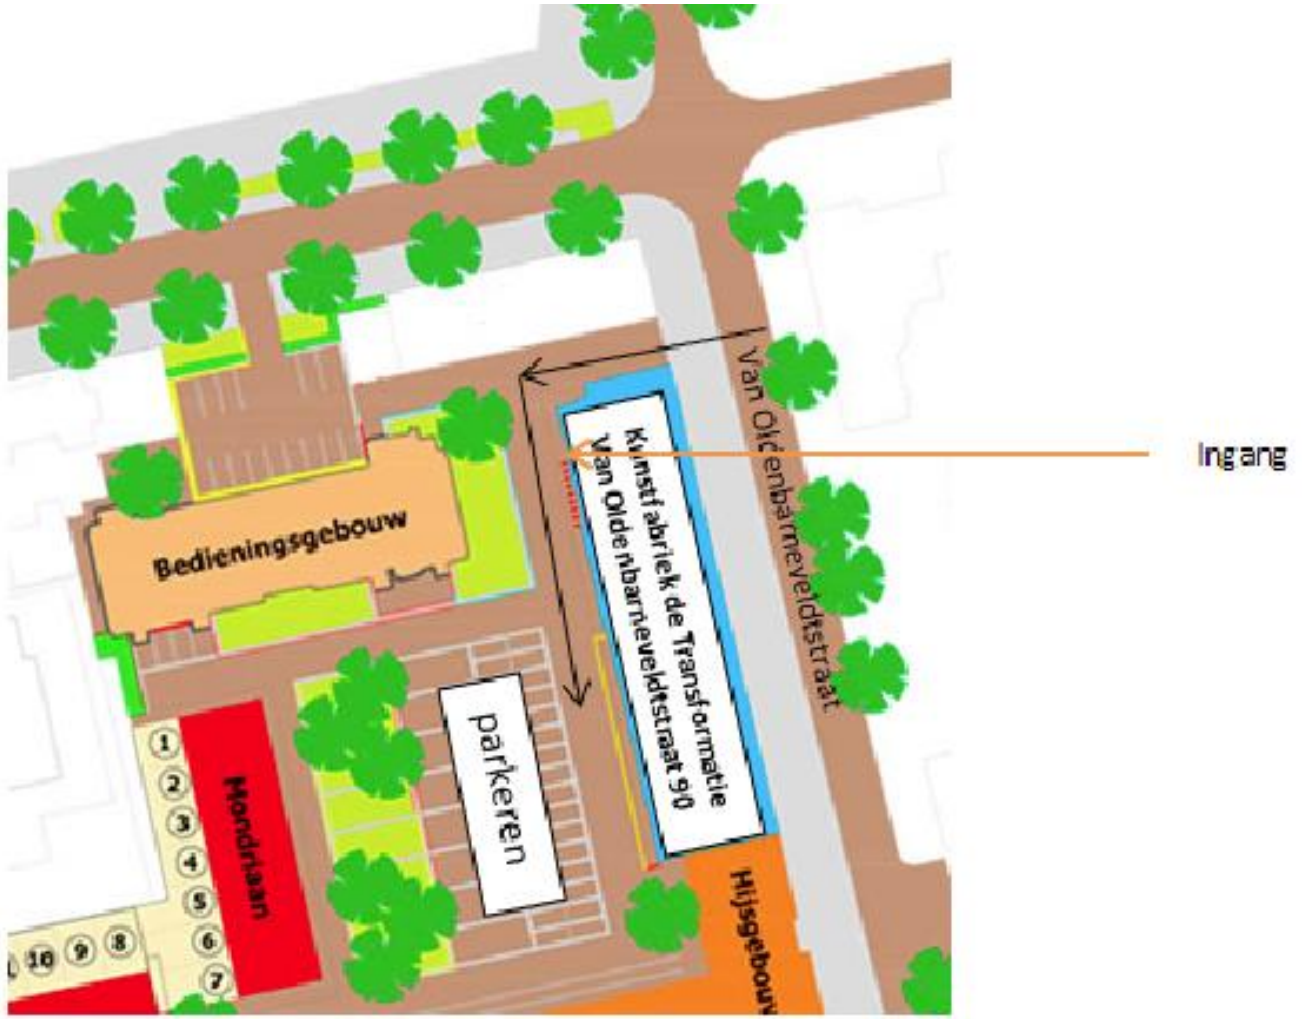 Van Oldenbarneveldtstraat
Ingang
Kunstfabriek de Transformatie
Van Oldenbarneveldtstraat 90
Bedieningsgebouw
parkeren
Mondriaan
Hijsgebouw
1
2
3
4
5
6
7
8
9
10